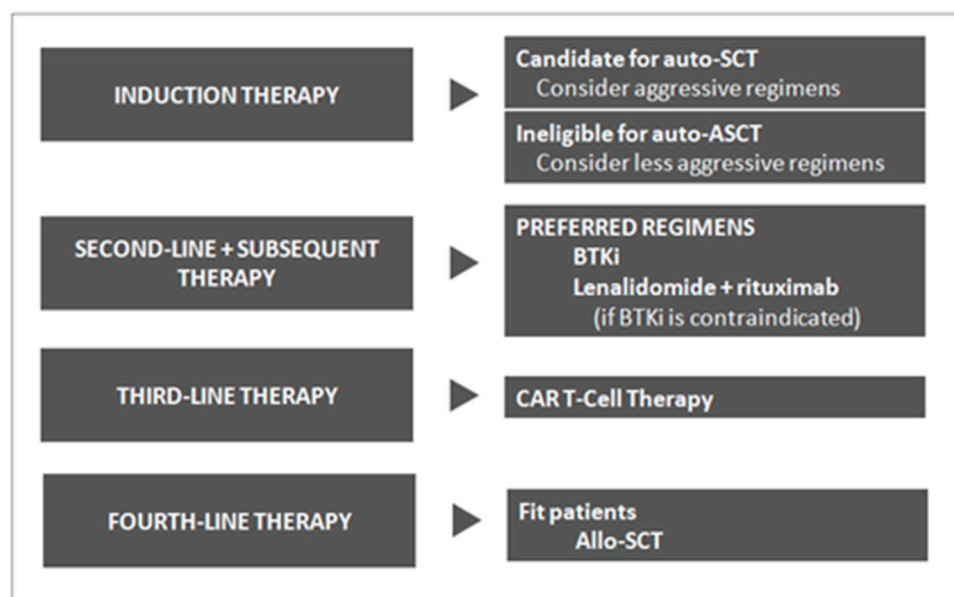 INDUCTION THERAPY
Candidate for auto-SCT
Consider aggressive regimens
Ineligible for auto-ASCT
Consider less aggressive regimens
SECOND-LINE + SUBSEQUENT
THERAPY
PREFERRED REGIMENS
BTKi
Lenalidomide + rituximab
(if BTKi is contraindicated)
THIRD-LINE THERAPY
CAR T-Cell Therapy
FOURTH-LINE THERAPY
Fit patients
Allo-SCT